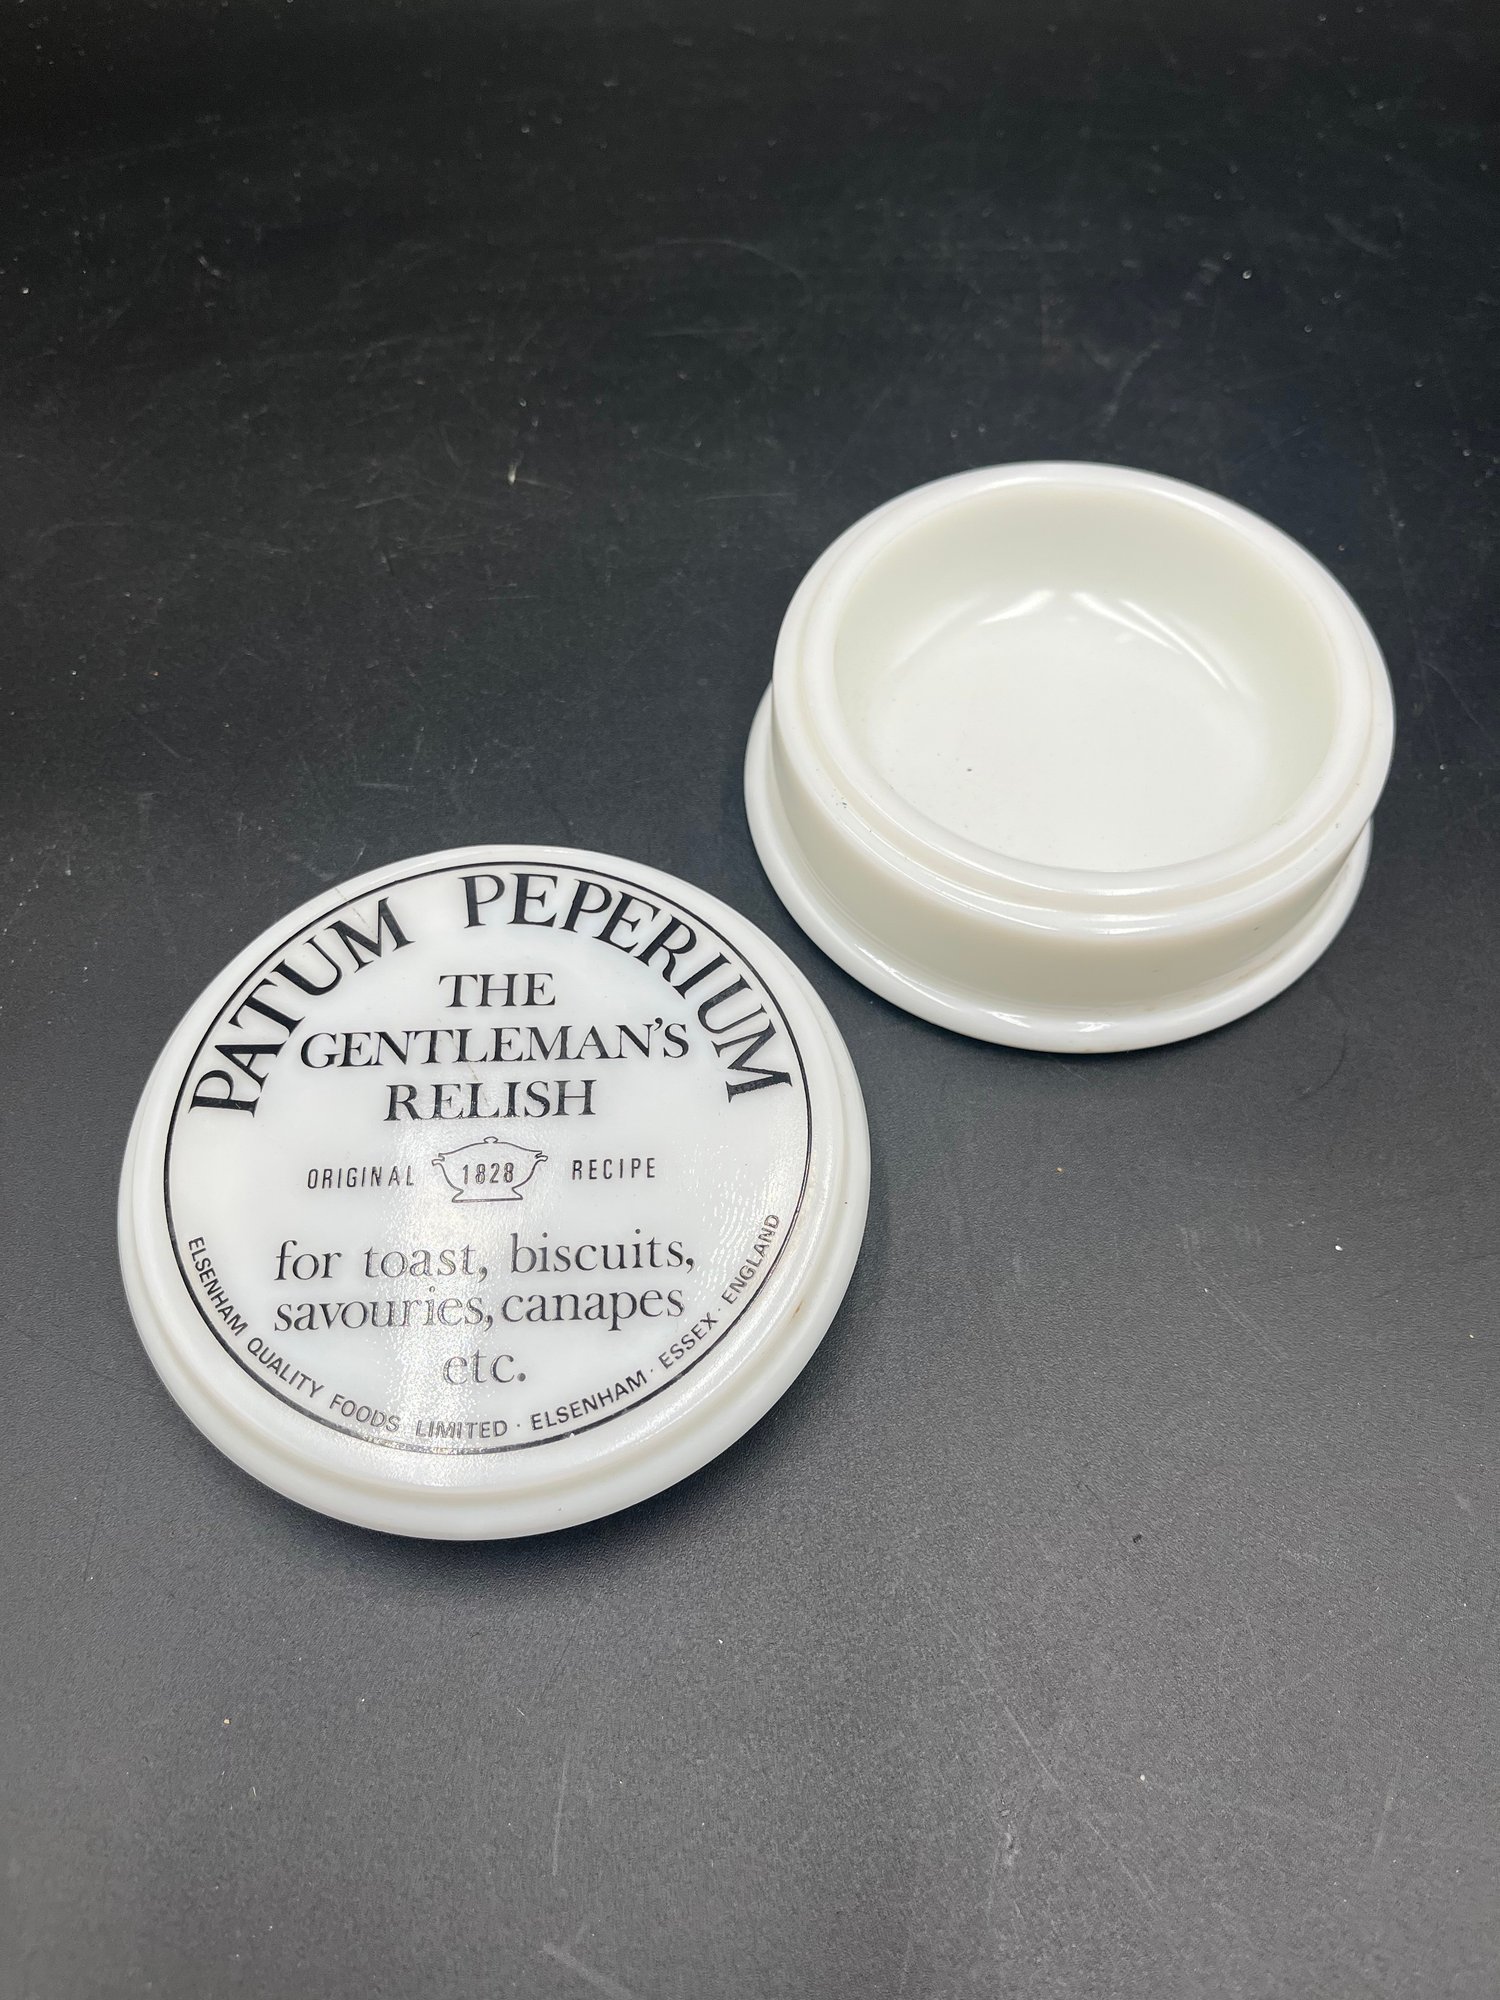 PATUM PEPERIUM
THE
GENTLEMAN'S
RELISH
ORIGINAL 1828 RECIPE
for toast, biscuits,
savouries, canapes
etc.
ELSENHAM QUALITY FOODS LIMITED · ELSENHAM · ESSEX · ENGLAND